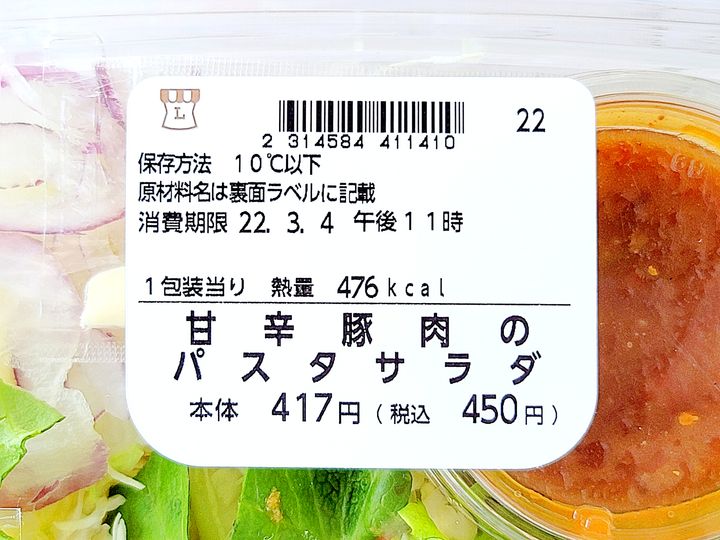 L
22
2 314584 411410
保存方法 10℃以下
原材料名は裏面ラベルに記載
消費期限 22. 3. 4 午後11時
1包装当り 熱量 476kcal
甘辛豚肉の
パスタサラダ
本体 417円(税込 450円)